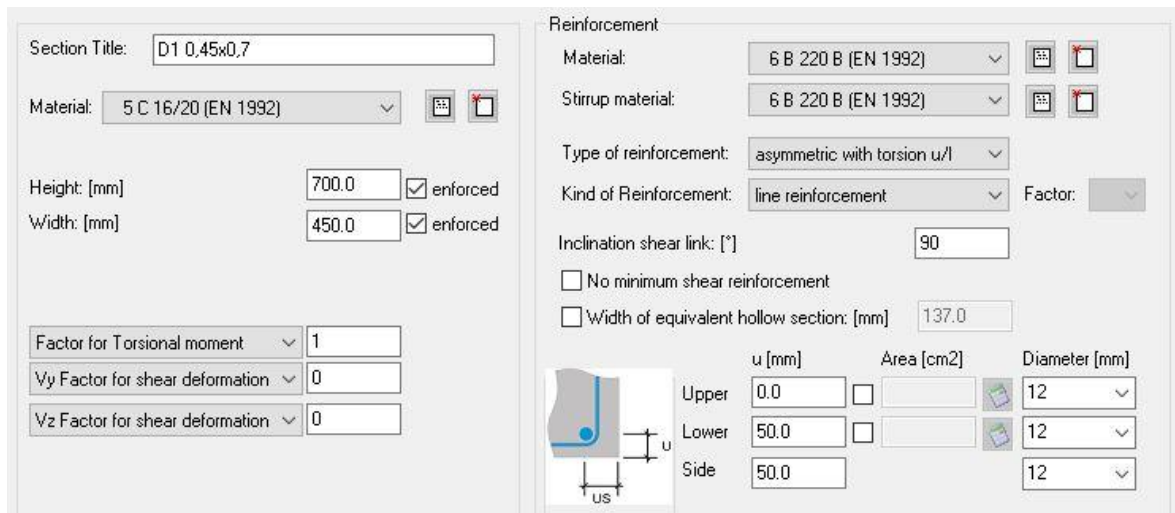 Section Title: D1 0,45x0,7
Material: 5 C 16/20 (EN 1992)
Height: [mm] 700.0 enforced
Width: [mm] 450.0 enforced
Factor for Torsional moment 1
Vy Factor for shear deformation 0
Vz Factor for shear deformation 0
Reinforcement
Material: 6 B 220 B (EN 1992)
Stirrup material: 6 B 220 B (EN 1992)
Type of reinforcement: asymmetric with torsion u/l
Kind of Reinforcement: line reinforcement Factor:
Inclination shear link: [°] 90
No minimum shear reinforcement
Width of equivalent hollow section: [mm] 137.0
u [mm] Area [cm2] Diameter [mm]
Upper 0.0 12
Lower 50.0 12
Side 50.0 12
u
us